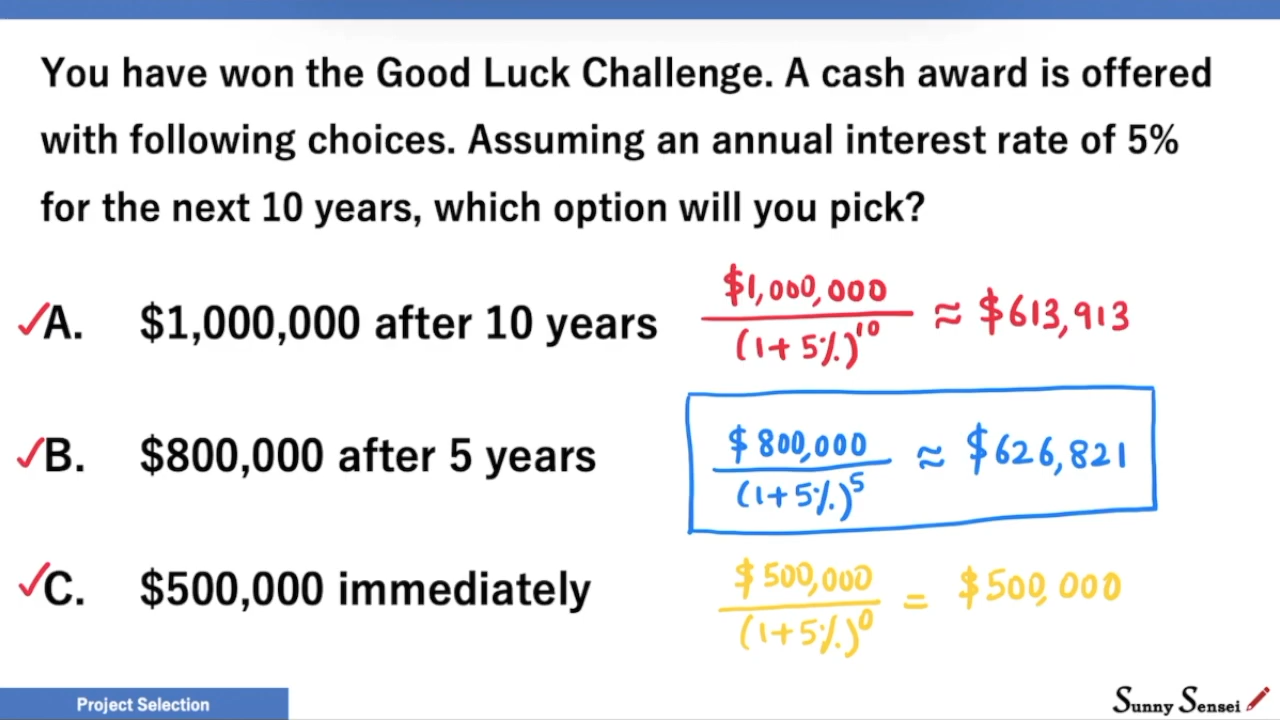 You have won the Good Luck Challenge. A cash award is offered
with following choices. Assuming an annual interest rate of 5%
for the next 10 years, which option will you pick?
✓A. $1,000,000 after 10 years
$1,000,000
(1+5%)^10
≈ $613,913
✓B. $800,000 after 5 years
$800,000
(1+5%)^5
≈ $626,821
✓C. $500,000 immediately
$500,000
(1+5%)^0
= $500,000
Project Selection
Sunny Sensei